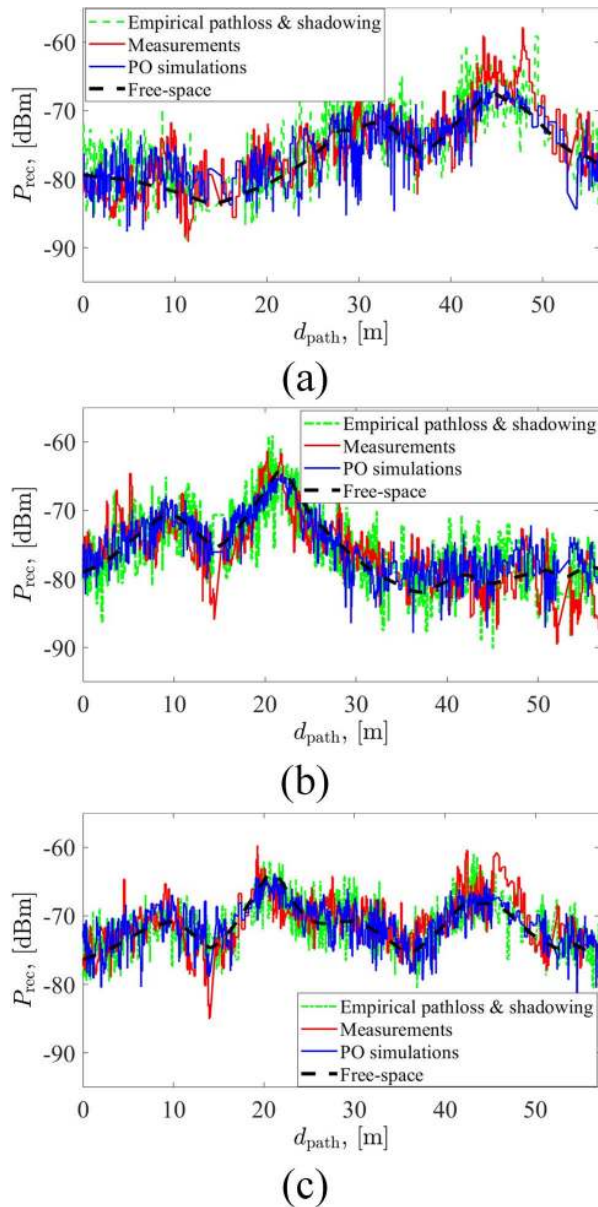 Empirical pathloss & shadowing
Measurements
PO simulations
Free-space
-60
-70
-80
-90
P_rec, [dBm]
0 10 20 30 40 50
d_path, [m]
(a)
Empirical pathloss & shadowing
Measurements
PO simulations
Free-space
-60
-70
-80
-90
P_rec, [dBm]
0 10 20 30 40 50
d_path, [m]
(b)
-60
-70
-80
-90
P_rec, [dBm]
Empirical pathloss & shadowing
Measurements
PO simulations
Free-space
0 10 20 30 40 50
d_path, [m]
(c)